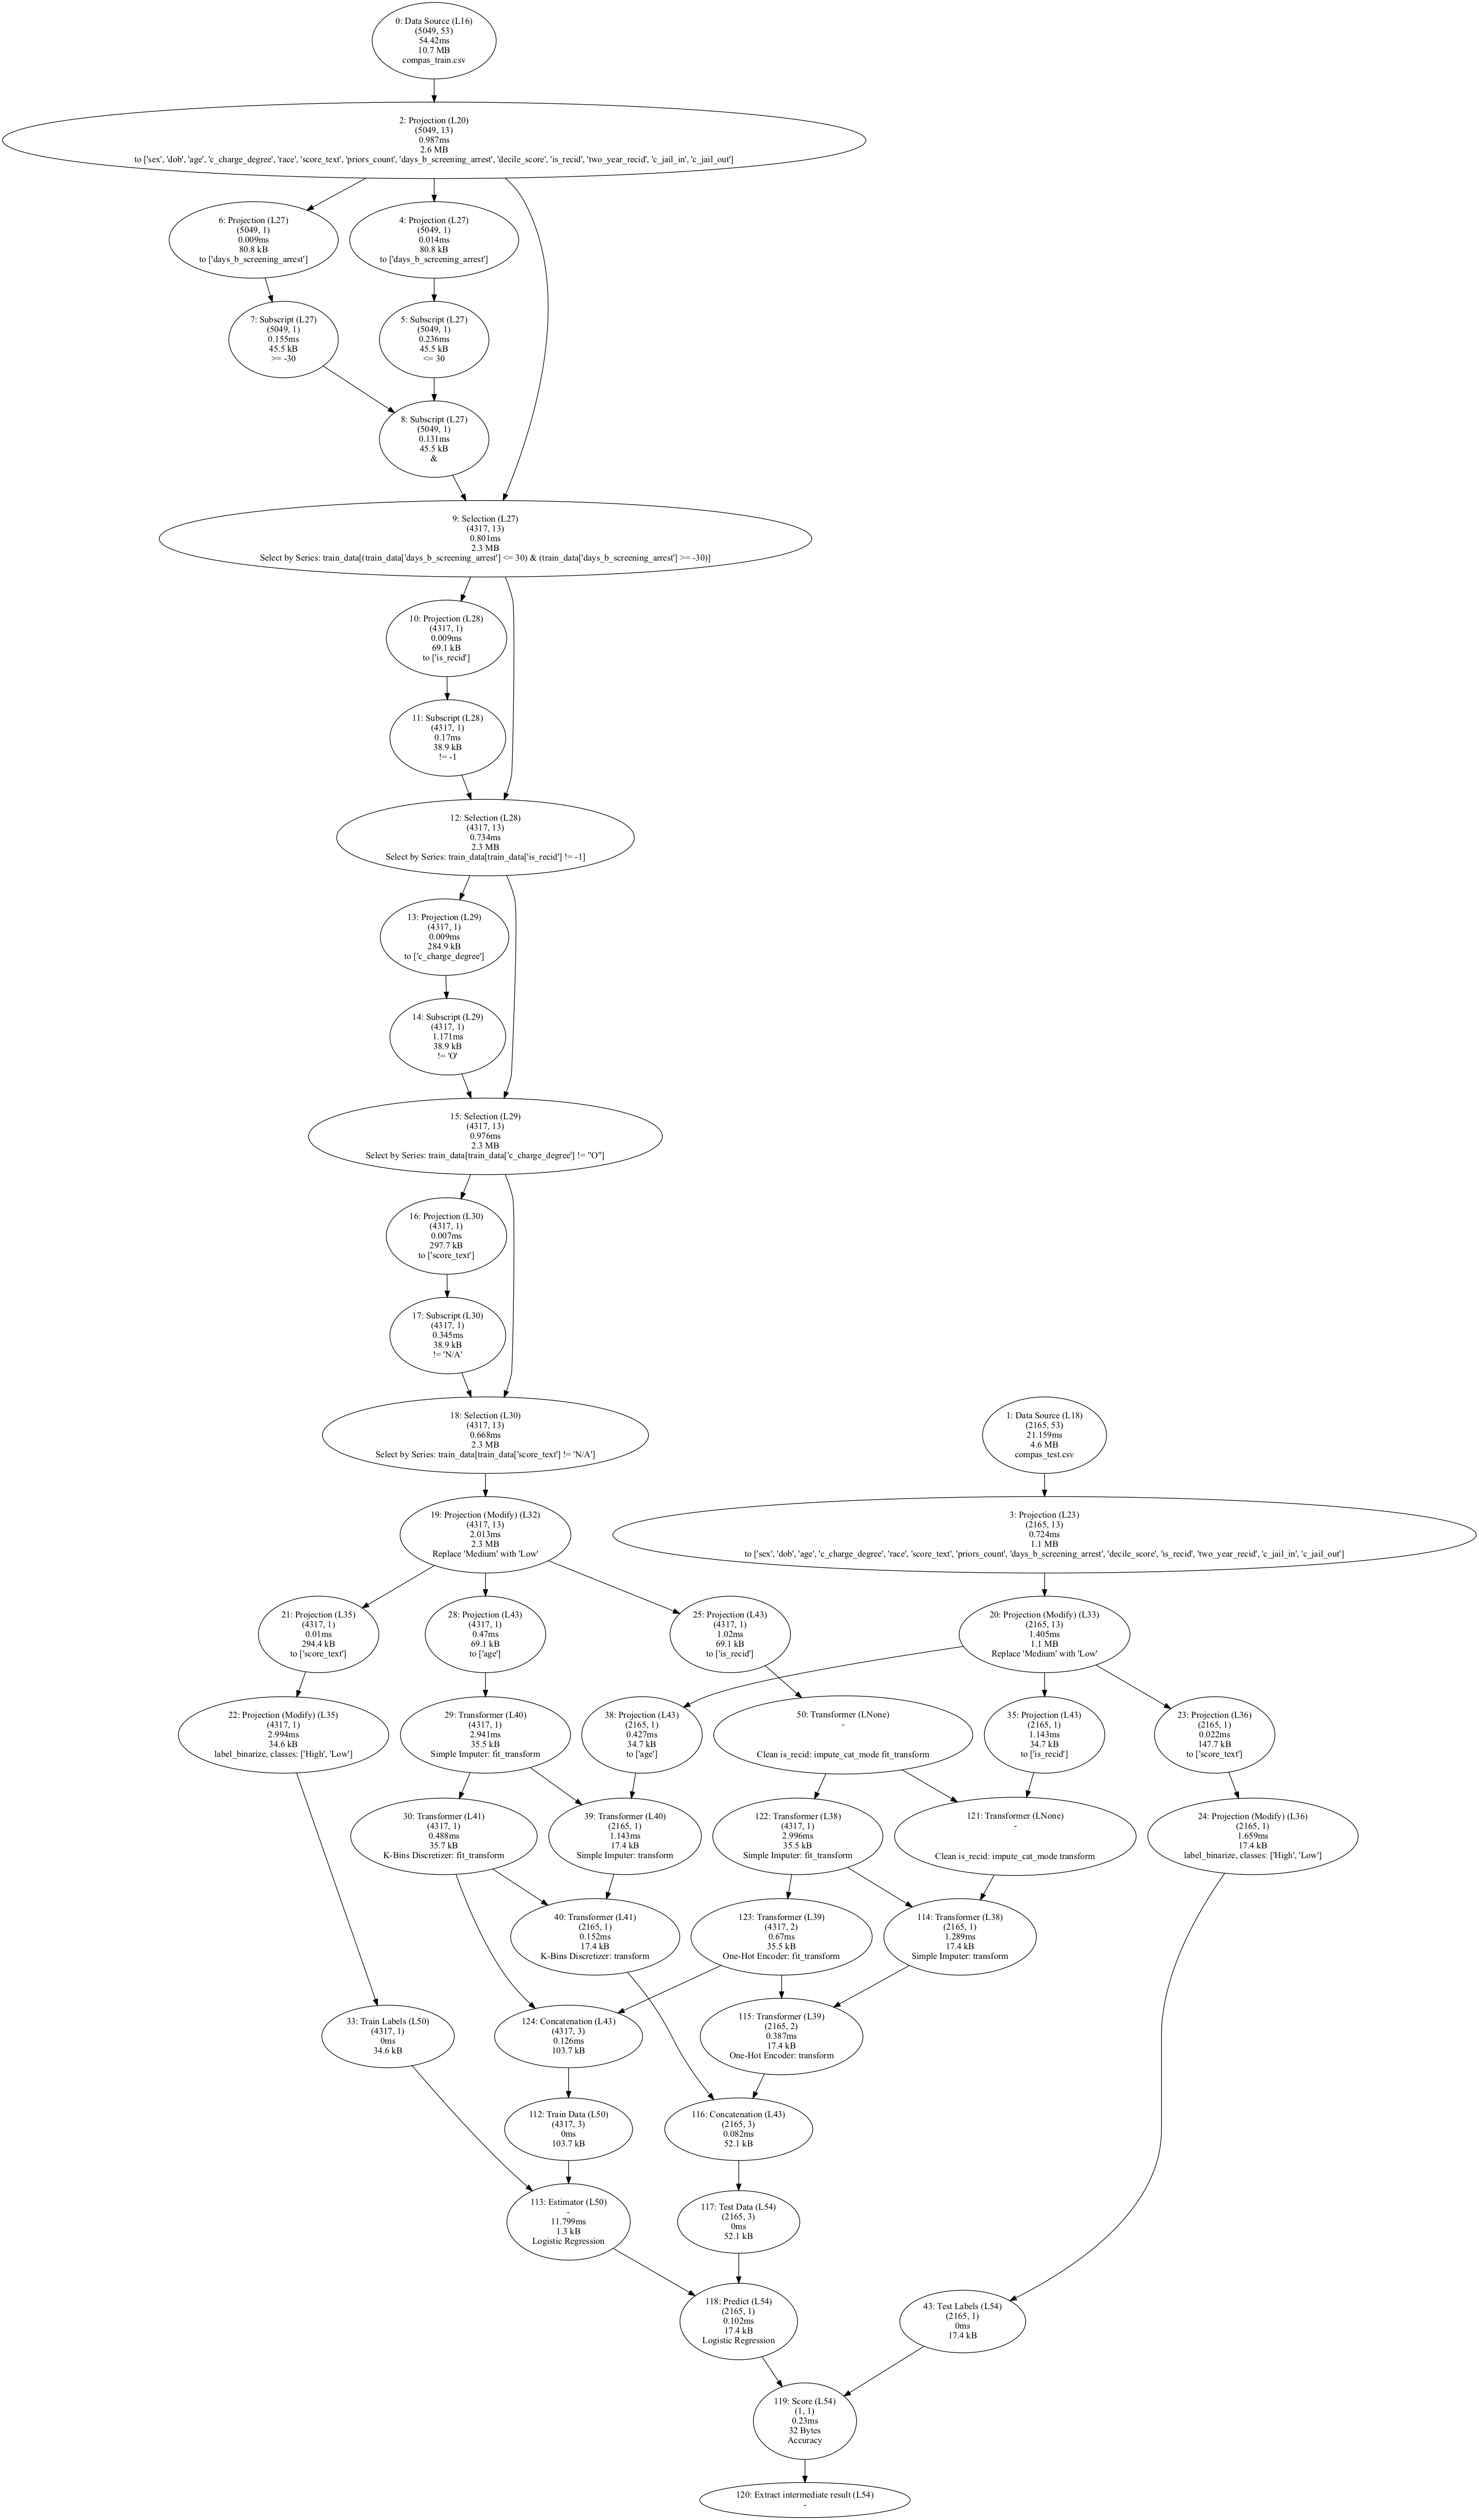 0: Data Source (L16)
(5049, 53)
54.42ms
10.7 MB
compas_train.csv
2: Projection (L20)
(5049, 13)
0.987ms
2.6 MB
to ['sex', 'dob', 'age', 'c_charge_degree', 'race', 'score_text', 'priors_count', 'days_b_screening_arrest', 'decile_score', 'is_recid', 'two_year_recid', 'c_jail_in', 'c_jail_out']
6: Projection (L27)
(5049, 1)
0.009ms
80.8 kB
to ['days_b_screening_arrest']
4: Projection (L27)
(5049, 1)
0.014ms
80.8 kB
to ['days_b_screening_arrest']
7: Subscript (L27)
(5049, 1)
0.155ms
45.5 kB
>= -30
5: Subscript (L27)
(5049, 1)
0.236ms
45.5 kB
<= 30
8: Subscript (L27)
(5049, 1)
0.131ms
45.5 kB
&
9: Selection (L27)
(4317, 13)
0.801ms
2.3 MB
Select by Series: train_data[(train_data['days_b_screening_arrest'] <= 30) & (train_data['days_b_screening_arrest'] >= -30)]
10: Projection (L28)
(4317, 1)
0.009ms
69.1 kB
to ['is_recid']
11: Subscript (L28)
(4317, 1)
0.17ms
38.9 kB
!= -1
12: Selection (L28)
(4317, 13)
0.734ms
2.3 MB
Select by Series: train_data[train_data['is_recid'] != -1]
13: Projection (L29)
(4317, 1)
0.009ms
284.9 kB
to ['c_charge_degree']
14: Subscript (L29)
(4317, 1)
1.171ms
38.9 kB
!= 'O'
15: Selection (L29)
(4317, 13)
0.976ms
2.3 MB
Select by Series: train_data[train_data['c_charge_degree'] != "O"]
16: Projection (L30)
(4317, 1)
0.007ms
297.7 kB
to ['score_text']
17: Subscript (L30)
(4317, 1)
0.345ms
38.9 kB
!= 'N/A'
18: Selection (L30)
(4317, 13)
0.668ms
2.3 MB
Select by Series: train_data[train_data['score_text'] != 'N/A']
1: Data Source (L18)
(2165, 53)
21.159ms
4.6 MB
compas_test.csv
19: Projection (Modify) (L32)
(4317, 13)
2.013ms
2.3 MB
Replace 'Medium' with 'Low'
3: Projection (L23)
(2165, 13)
0.724ms
1.1 MB
to ['sex', 'dob', 'age', 'c_charge_degree', 'race', 'score_text', 'priors_count', 'days_b_screening_arrest', 'decile_score', 'is_recid', 'two_year_recid', 'c_jail_in', 'c_jail_out']
21: Projection (L35)
(4317, 1)
0.01ms
294.4 kB
to ['score_text']
28: Projection (L43)
(4317, 1)
0.47ms
69.1 kB
to ['age']
25: Projection (L43)
(4317, 1)
1.02ms
69.1 kB
to ['is_recid']
20: Projection (Modify) (L33)
(2165, 13)
1.405ms
1.1 MB
Replace 'Medium' with 'Low'
22: Projection (Modify) (L35)
(4317, 1)
2.994ms
34.6 kB
label_binarize, classes: ['High', 'Low']
29: Transformer (L40)
(4317, 1)
2.941ms
35.5 kB
Simple Imputer: fit_transform
38: Projection (L43)
(2165, 1)
0.427ms
34.7 kB
to ['age']
50: Transformer (LNone)
-
Clean is_recid: impute_cat_mode fit_transform
35: Projection (L43)
(2165, 1)
1.143ms
34.7 kB
to ['is_recid']
23: Projection (L36)
(2165, 1)
0.022ms
147.7 kB
to ['score_text']
30: Transformer (L41)
(4317, 1)
0.488ms
35.7 kB
K-Bins Discretizer: fit_transform
39: Transformer (L40)
(2165, 1)
1.143ms
17.4 kB
Simple Imputer: transform
122: Transformer (L38)
(4317, 1)
2.996ms
35.5 kB
Simple Imputer: fit_transform
121: Transformer (LNone)
-
Clean is_recid: impute_cat_mode transform
24: Projection (Modify) (L36)
(2165, 1)
1.659ms
17.4 kB
label_binarize, classes: ['High', 'Low']
40: Transformer (L41)
(2165, 1)
0.152ms
17.4 kB
K-Bins Discretizer: transform
123: Transformer (L39)
(4317, 2)
0.67ms
35.5 kB
One-Hot Encoder: fit_transform
114: Transformer (L38)
(2165, 1)
1.289ms
17.4 kB
Simple Imputer: transform
33: Train Labels (L50)
(4317, 1)
0ms
34.6 kB
124: Concatenation (L43)
(4317, 3)
0.126ms
103.7 kB
115: Transformer (L39)
(2165, 2)
0.387ms
17.4 kB
One-Hot Encoder: transform
112: Train Data (L50)
(4317, 3)
0ms
103.7 kB
116: Concatenation (L43)
(2165, 3)
0.082ms
52.1 kB
113: Estimator (L50)
-
11.799ms
1.3 kB
Logistic Regression
117: Test Data (L54)
(2165, 3)
0ms
52.1 kB
118: Predict (L54)
(2165, 1)
0.102ms
17.4 kB
Logistic Regression
43: Test Labels (L54)
(2165, 1)
0ms
17.4 kB
119: Score (L54)
(1, 1)
0.23ms
32 Bytes
Accuracy
120: Extract intermediate result (L54)
-